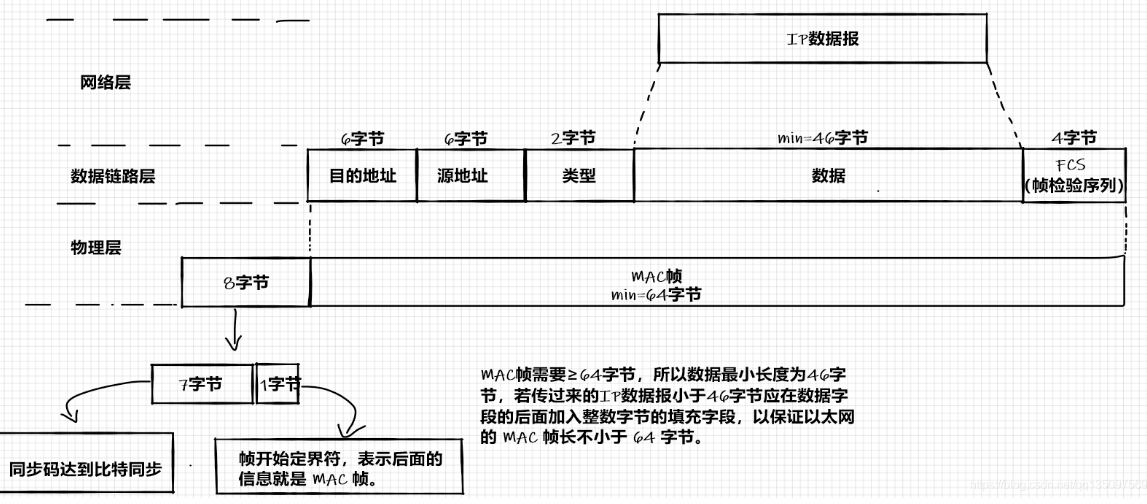 IP数据报
网络层
6字节 6字节 2字节 min=46字节 4字节
数据链路层
目的地址 源地址 类型 数据 FCS
(帧检验序列)
物理层
8字节
MAC帧
min=64字节
7字节 1字节
MAC帧需要≥64字节，所以数据最小长度为46字
节，若传过来的IP数据报小于46字节应在数据字
段的后面加入整数字节的填充字段，以保证以太网
的 MAC 帧长不小于 64 字节。
同步码达到比特同步
帧开始定界符，表示后面的
信息就是 MAC 帧。